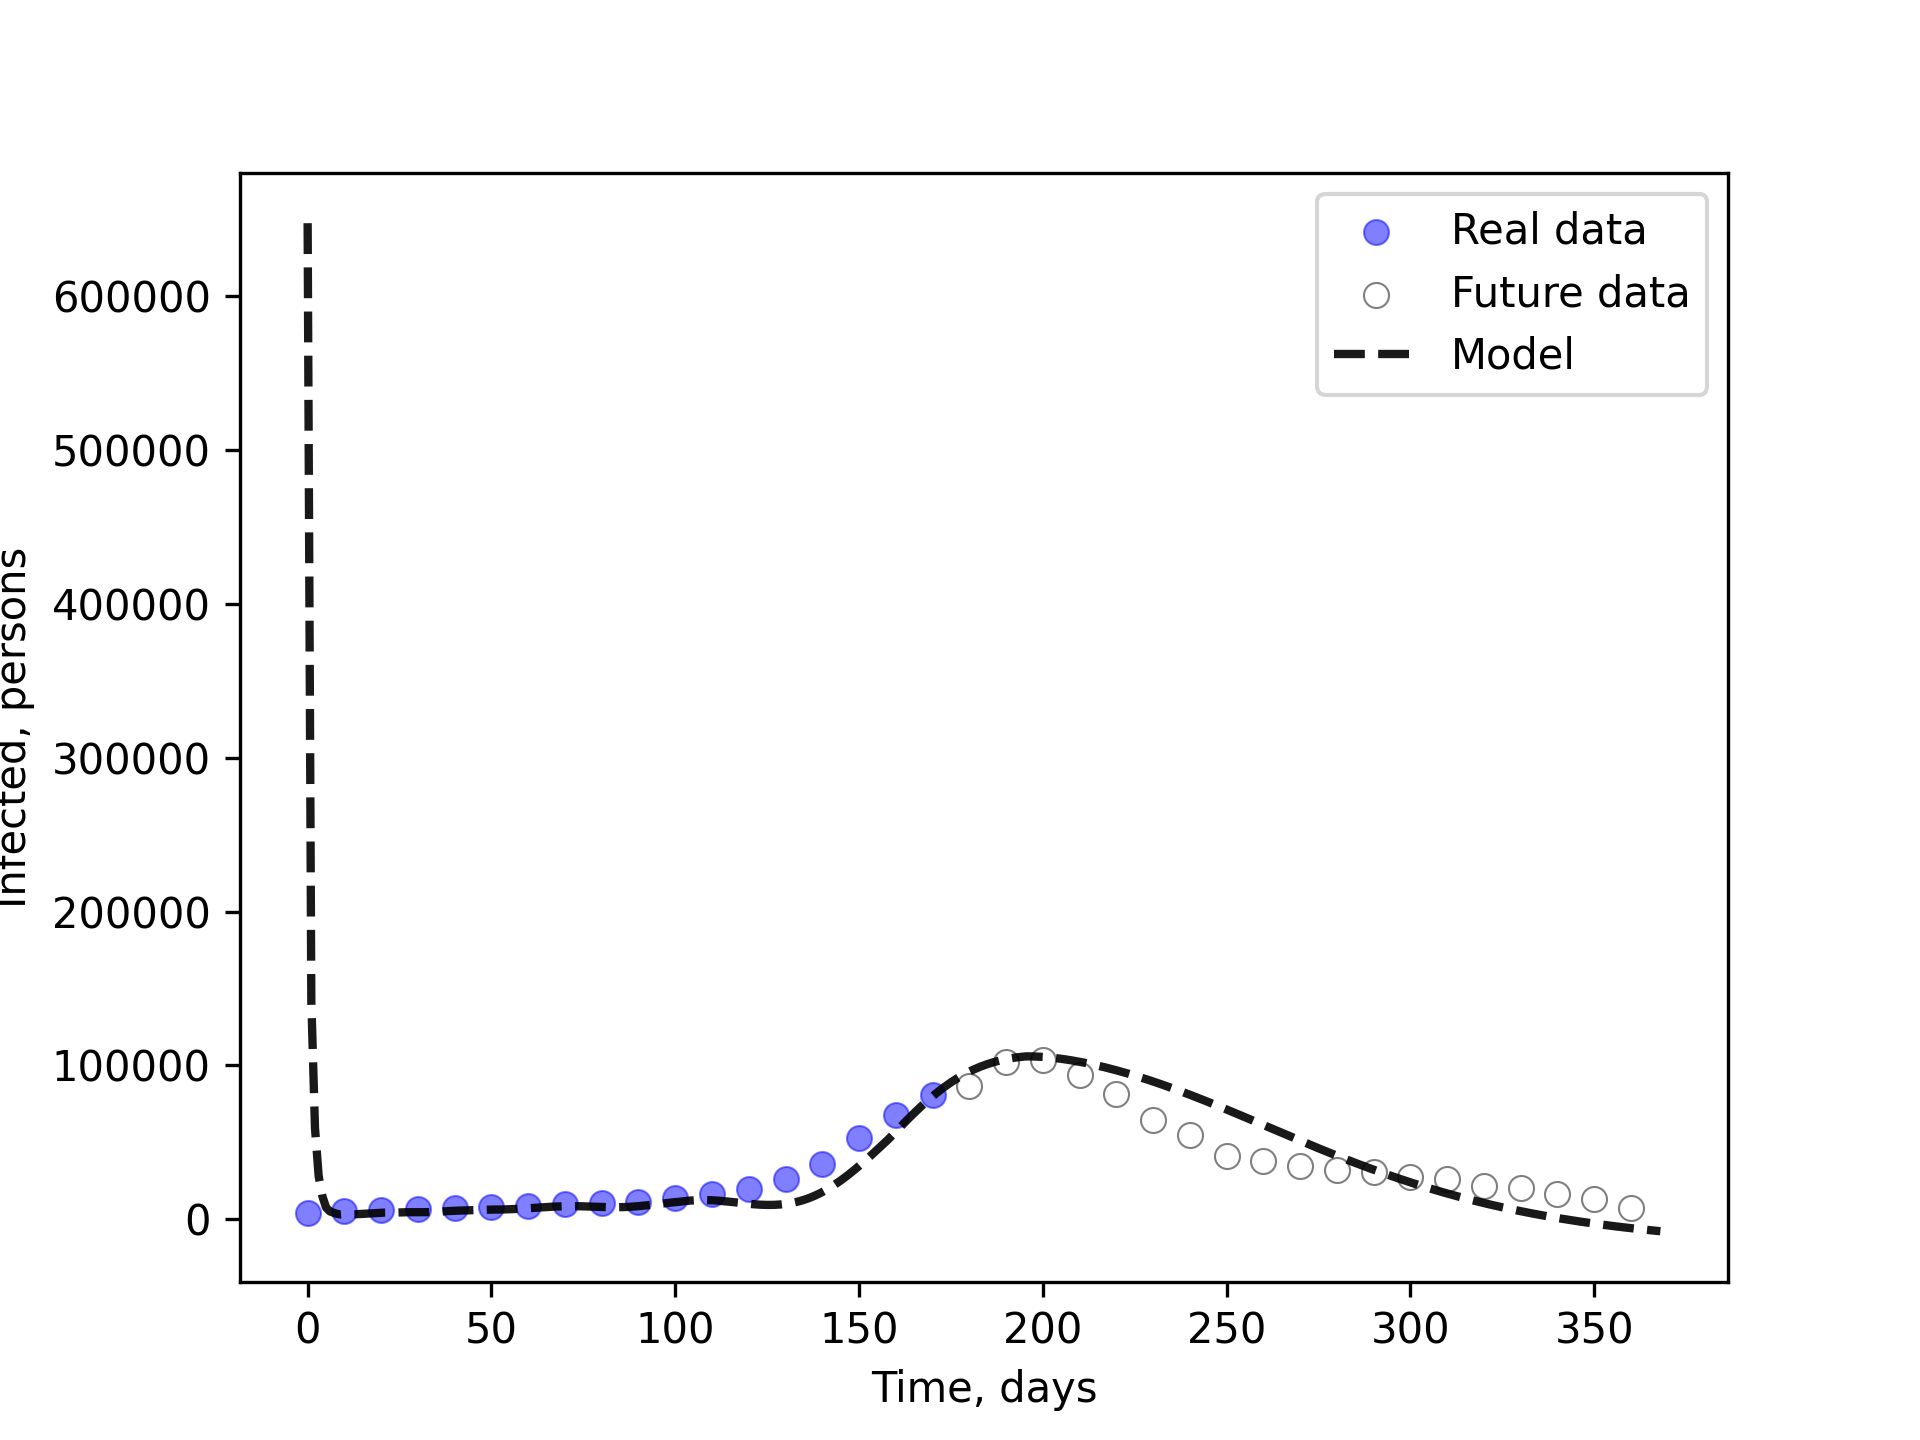 Real data
Future data
Model
600000
500000
400000
300000
200000
100000
0
Infected, persons
0 50 100 150 200 250 300 350
Time, days